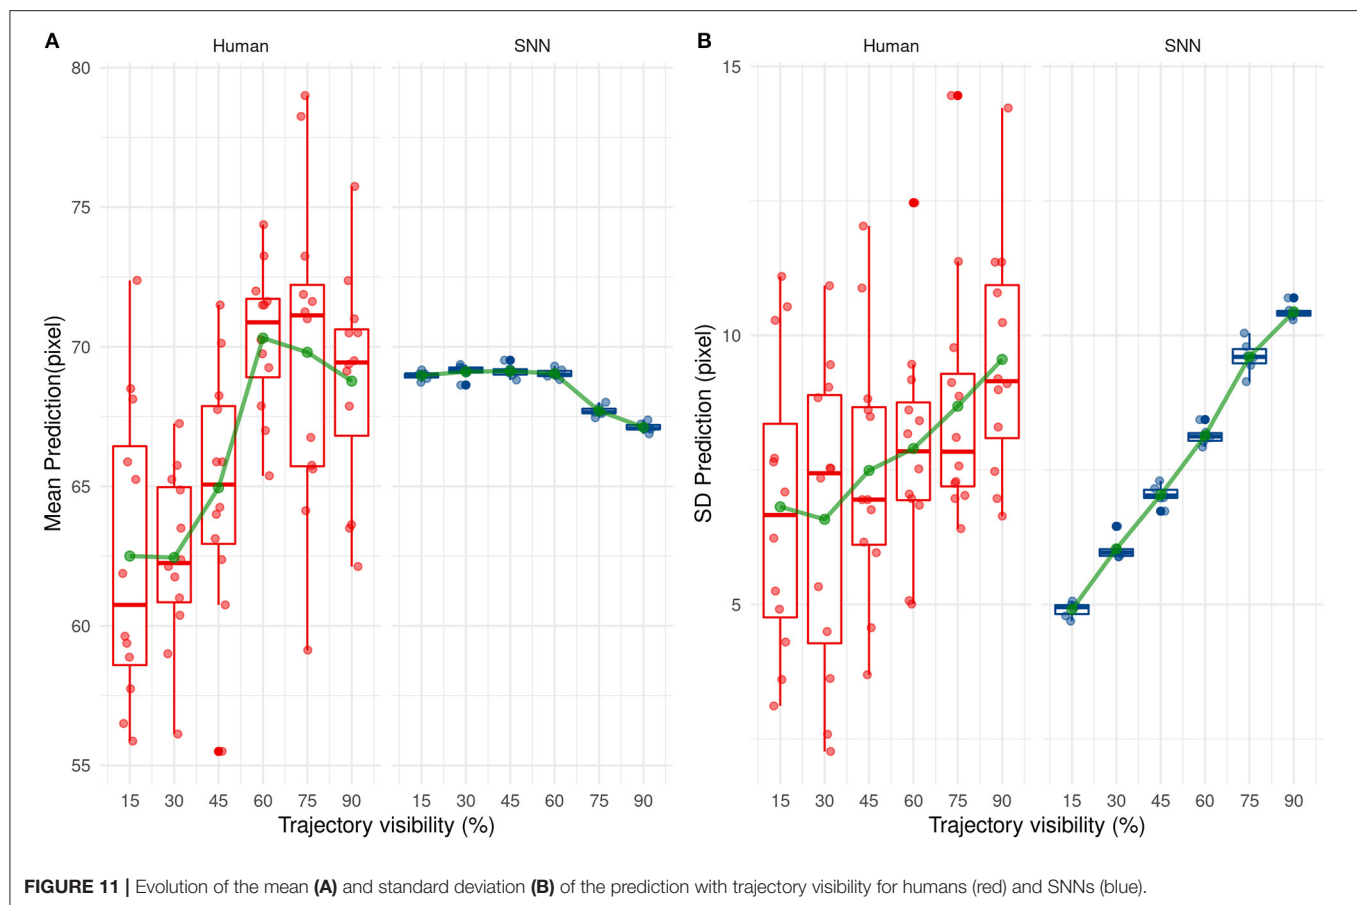 A
Human
SNN
80
75
70
65
60
55
Mean Prediction(pixel)
15 30 45 60 75 90
15 30 45 60 75 90
Trajectory visibility (%)
B
Human
SNN
15
10
5
SD Prediction (pixel)
15 30 45 60 75 90
15 30 45 60 75 90
Trajectory visibility (%)
FIGURE 11 | Evolution of the mean (A) and standard deviation (B) of the prediction with trajectory visibility for humans (red) and SNNs (blue).